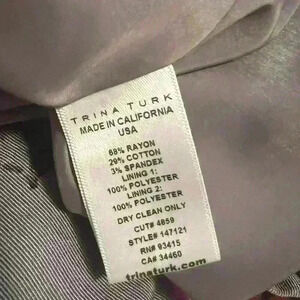 TRINA TURK
MADE IN CALIFORNIA
USA
68% RAYON
29% COTTON
3% SPANDEX
LINING 1:
100% POLYESTER
LINING 2:
100% POLYESTER
DRY CLEAN ONLY
CUT# 4859
STYLE# 147121
RN# 93415
CA# 34460
trinaturk.com